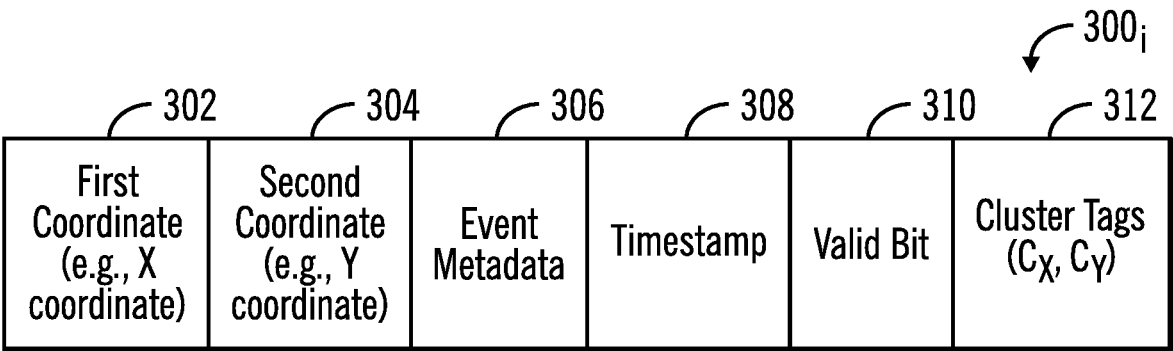 300i
302
304
306
308
310
312
First
Coordinate
(e.g., X
coordinate)
Second
Coordinate
(e.g., Y
coordinate)
Event
Metadata
Timestamp
Valid Bit
Cluster Tags
(CX, CY)